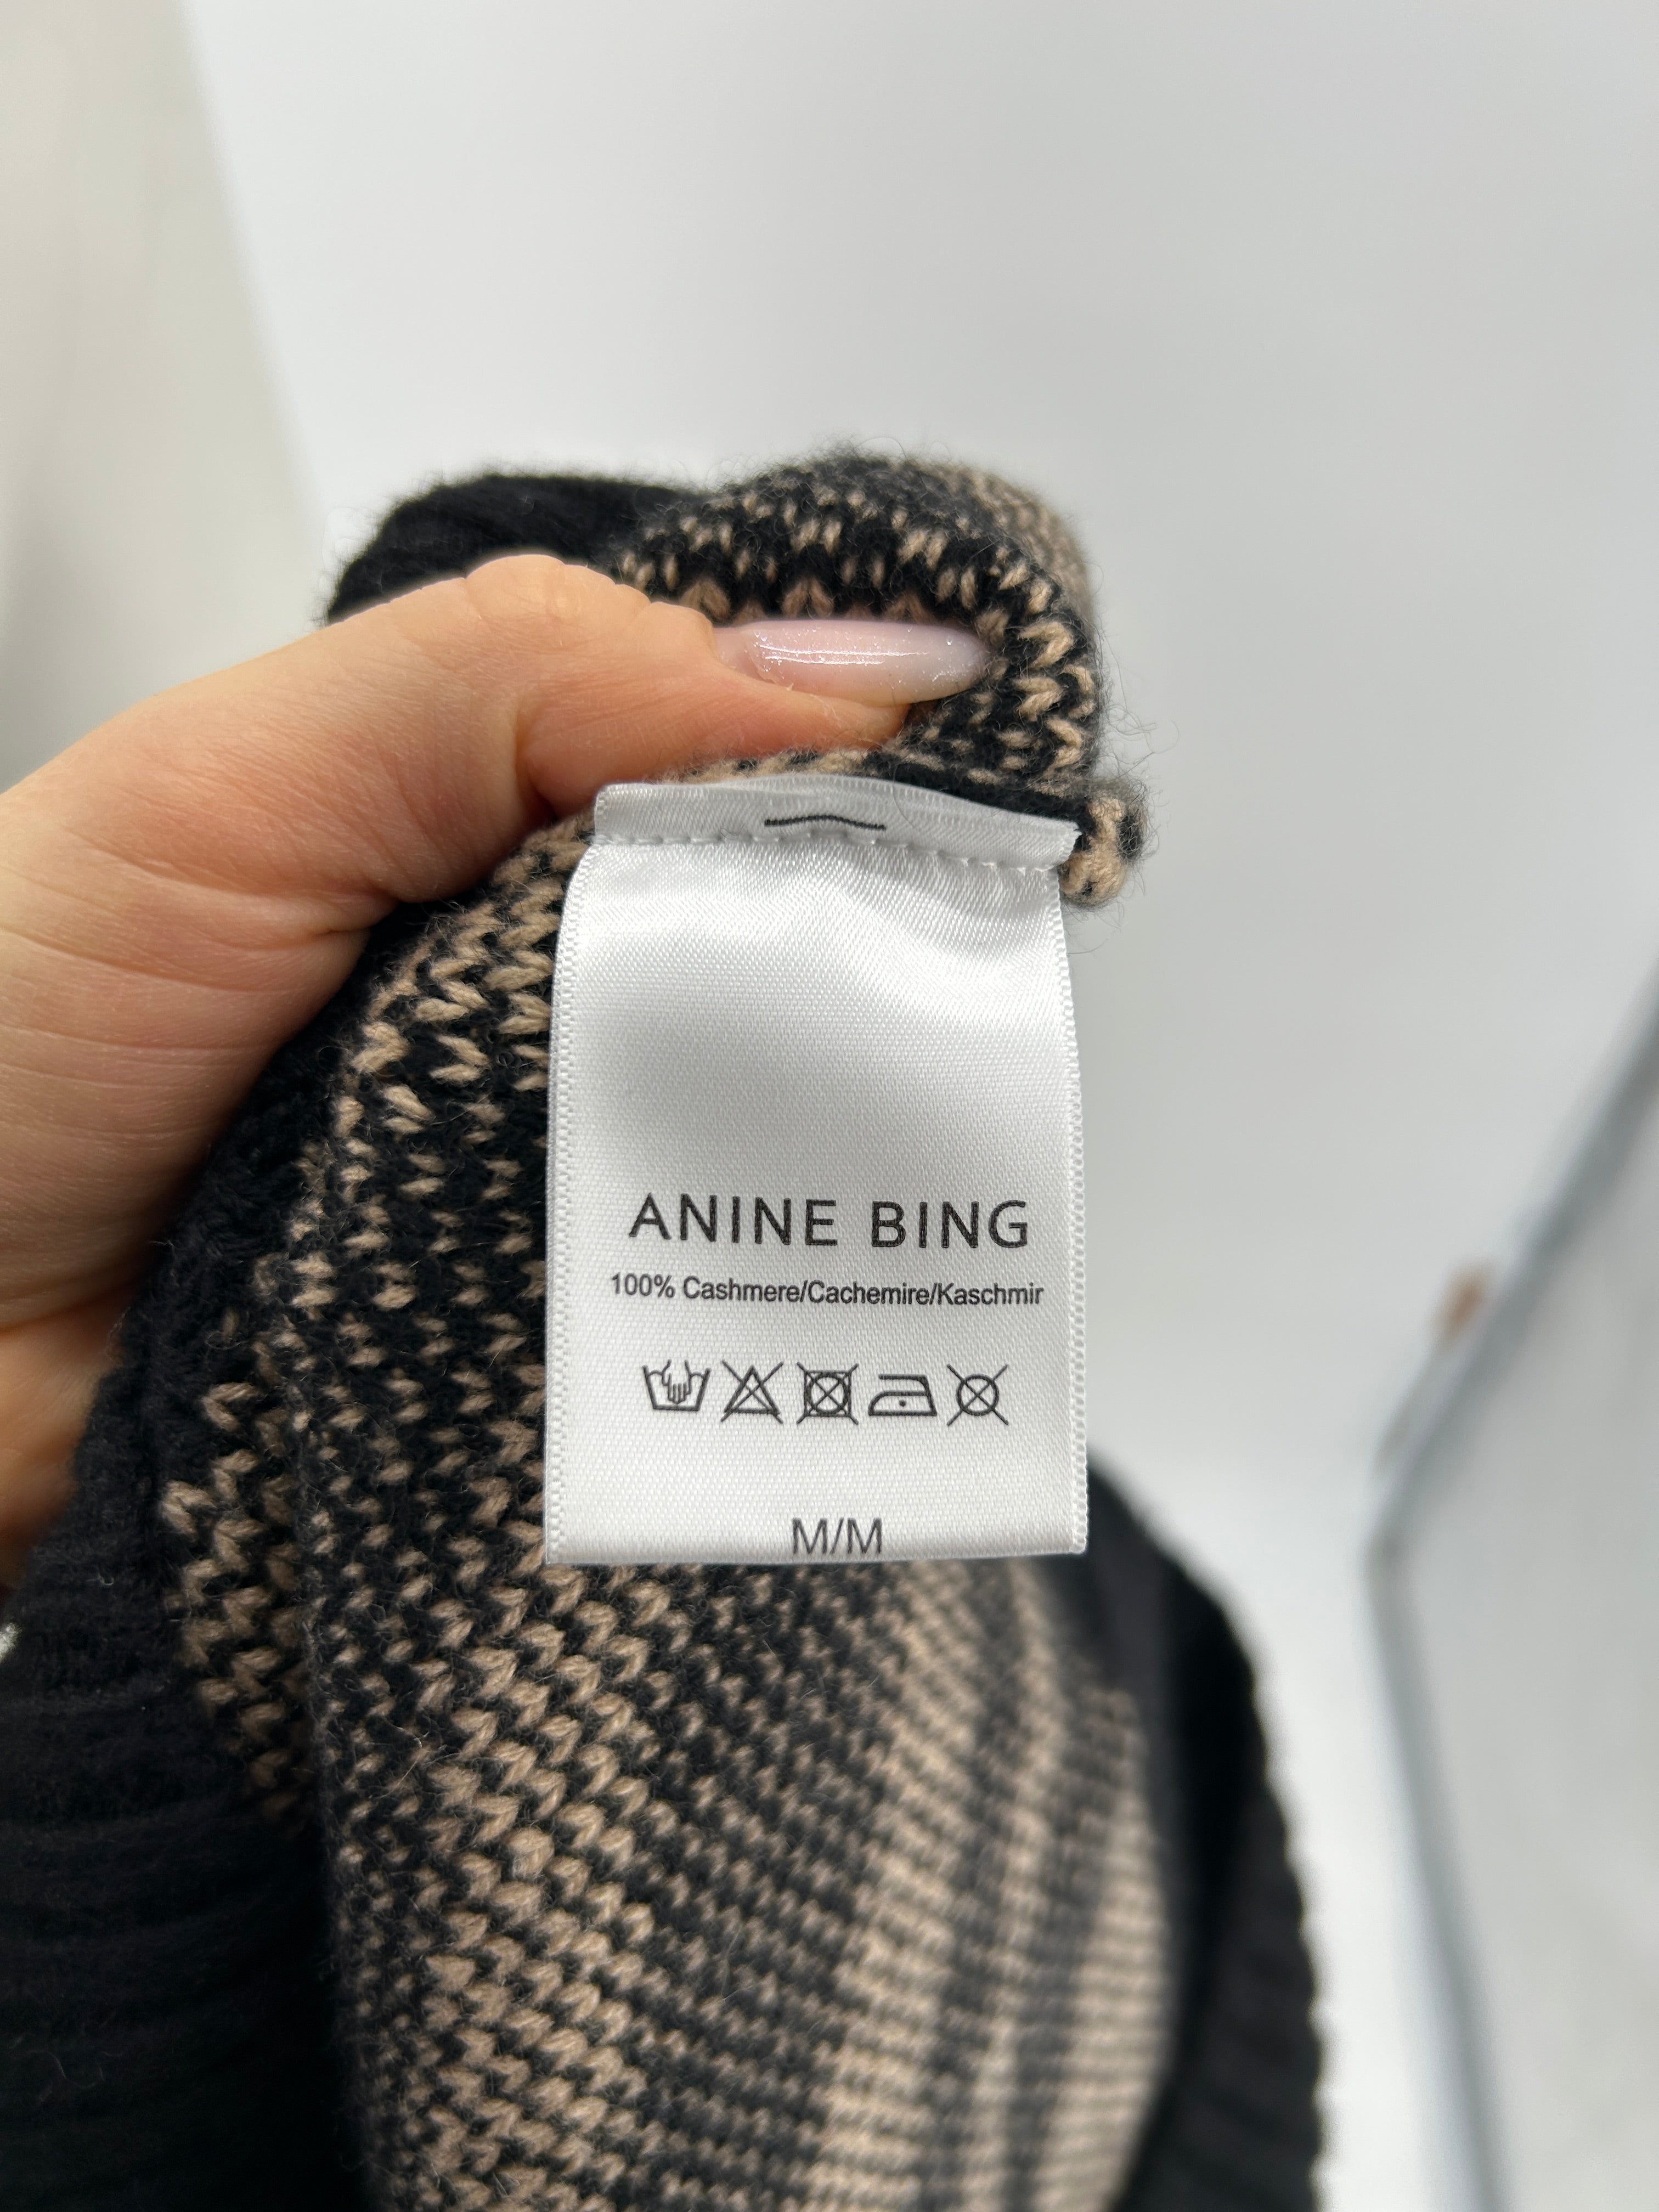 ANINE BING
100% Cashmere/Cachemire/Kaschmir
M/M